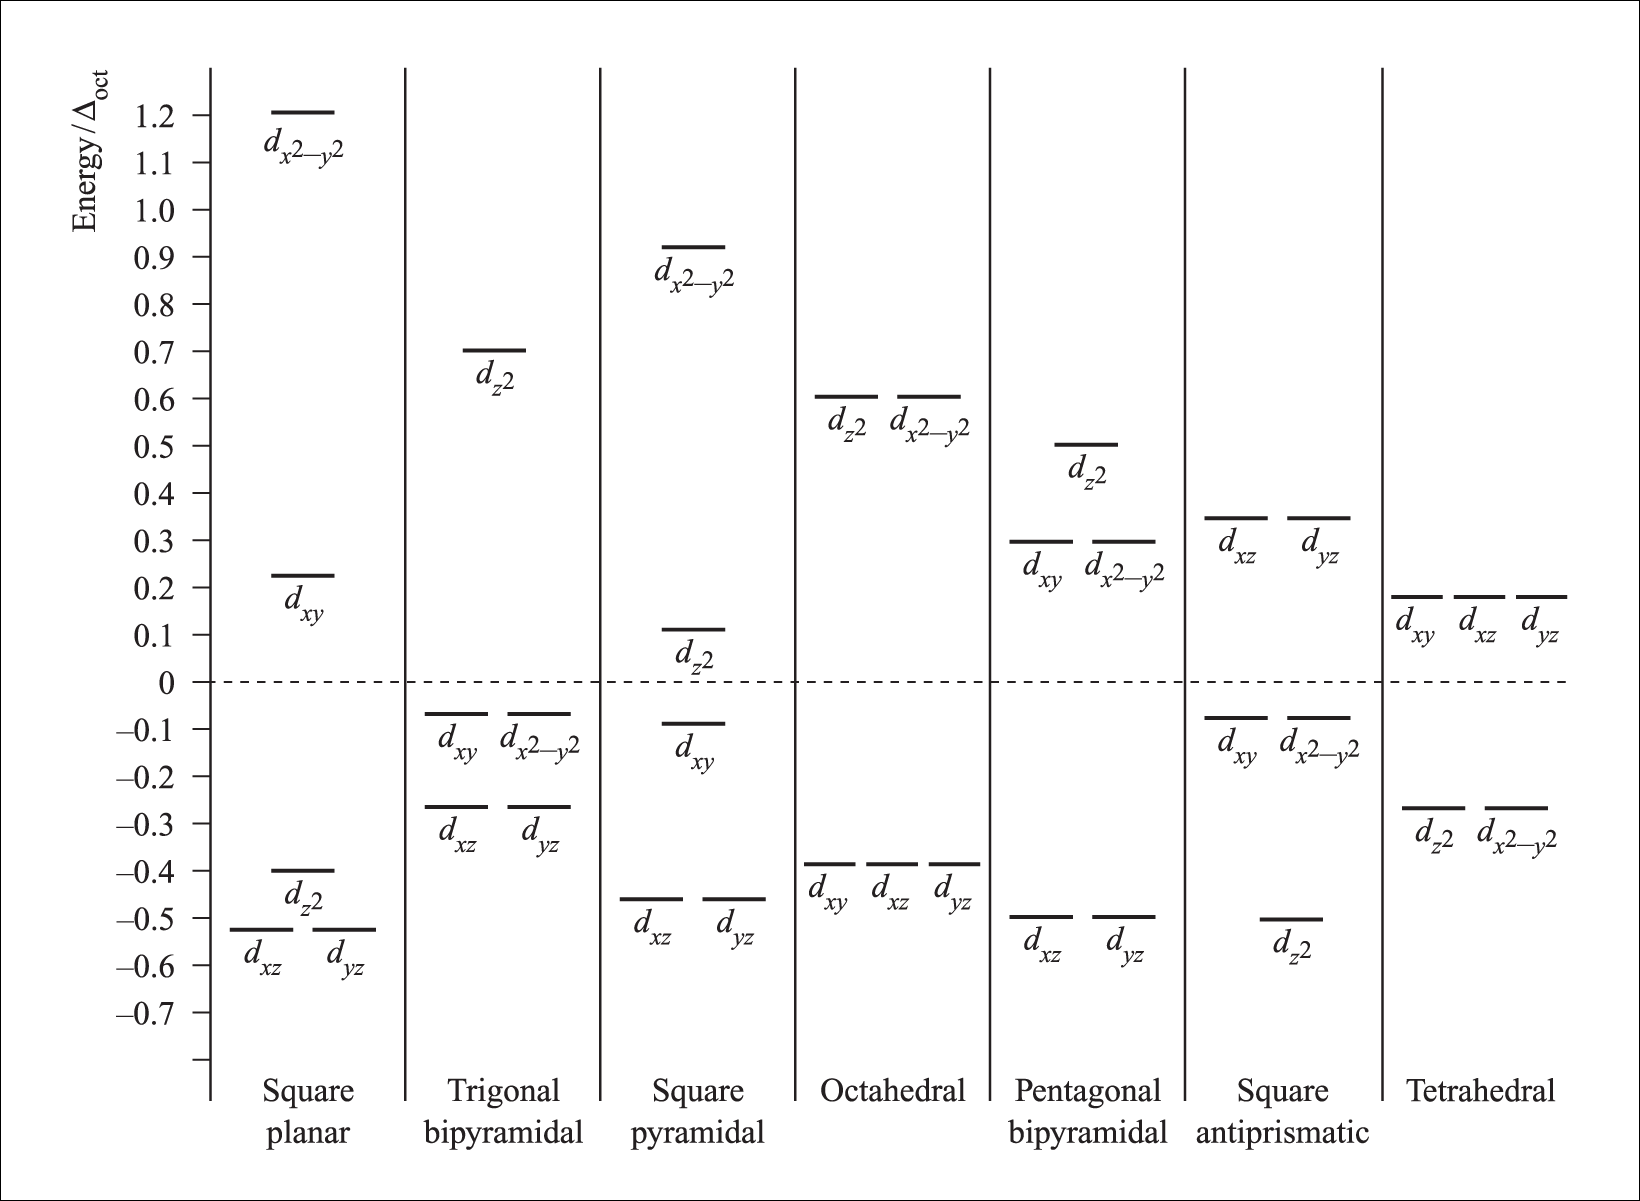 Energy/Δoct
1.2
1.1
1.0
0.9
0.8
0.7
0.6
0.5
0.4
0.3
0.2
0.1
0
–0.1
–0.2
–0.3
–0.4
–0.5
–0.6
–0.7
dx2–y2
dxy
dz2
dxz dyz
Square
planar
dz2
dxy dx2–y2
dxz dyz
Trigonal
bipyramidal
dx2–y2
dz2
dxy
dxz dyz
Square
pyramidal
dz2 dx2–y2
dxy dxz dyz
Octahedral
dz2
dxy dx2–y2
dxz dyz
Pentagonal
bipyramidal
dxz dyz
dxy dx2–y2
dz2
Square
antiprismatic
dxy dxz dyz
dz2 dx2–y2
Tetrahedral